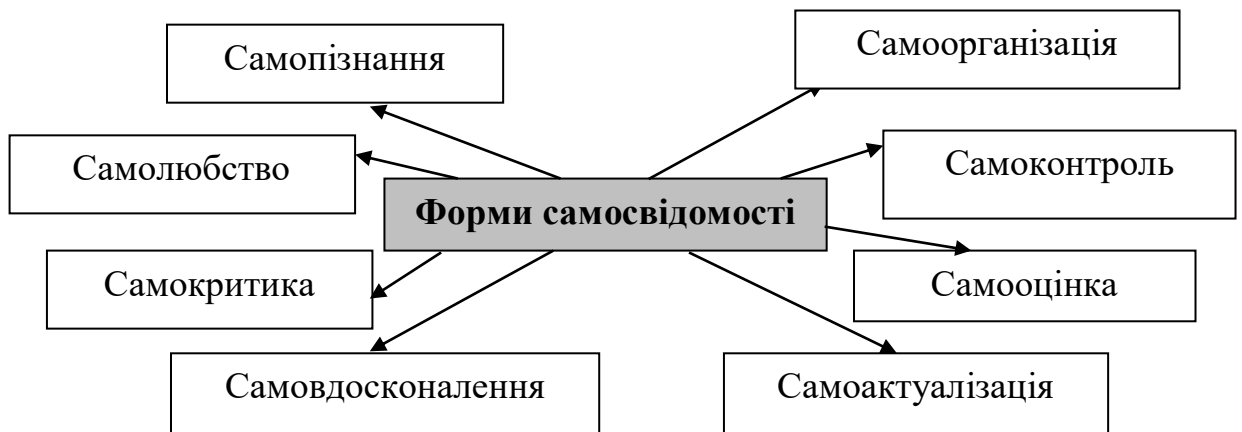 Самопізнання
Самоорганізація
Самолюбство
Самоконтроль
Форми самосвідомості
Самокритика
Самооцінка
Самовдосконалення
Самоактуалізація